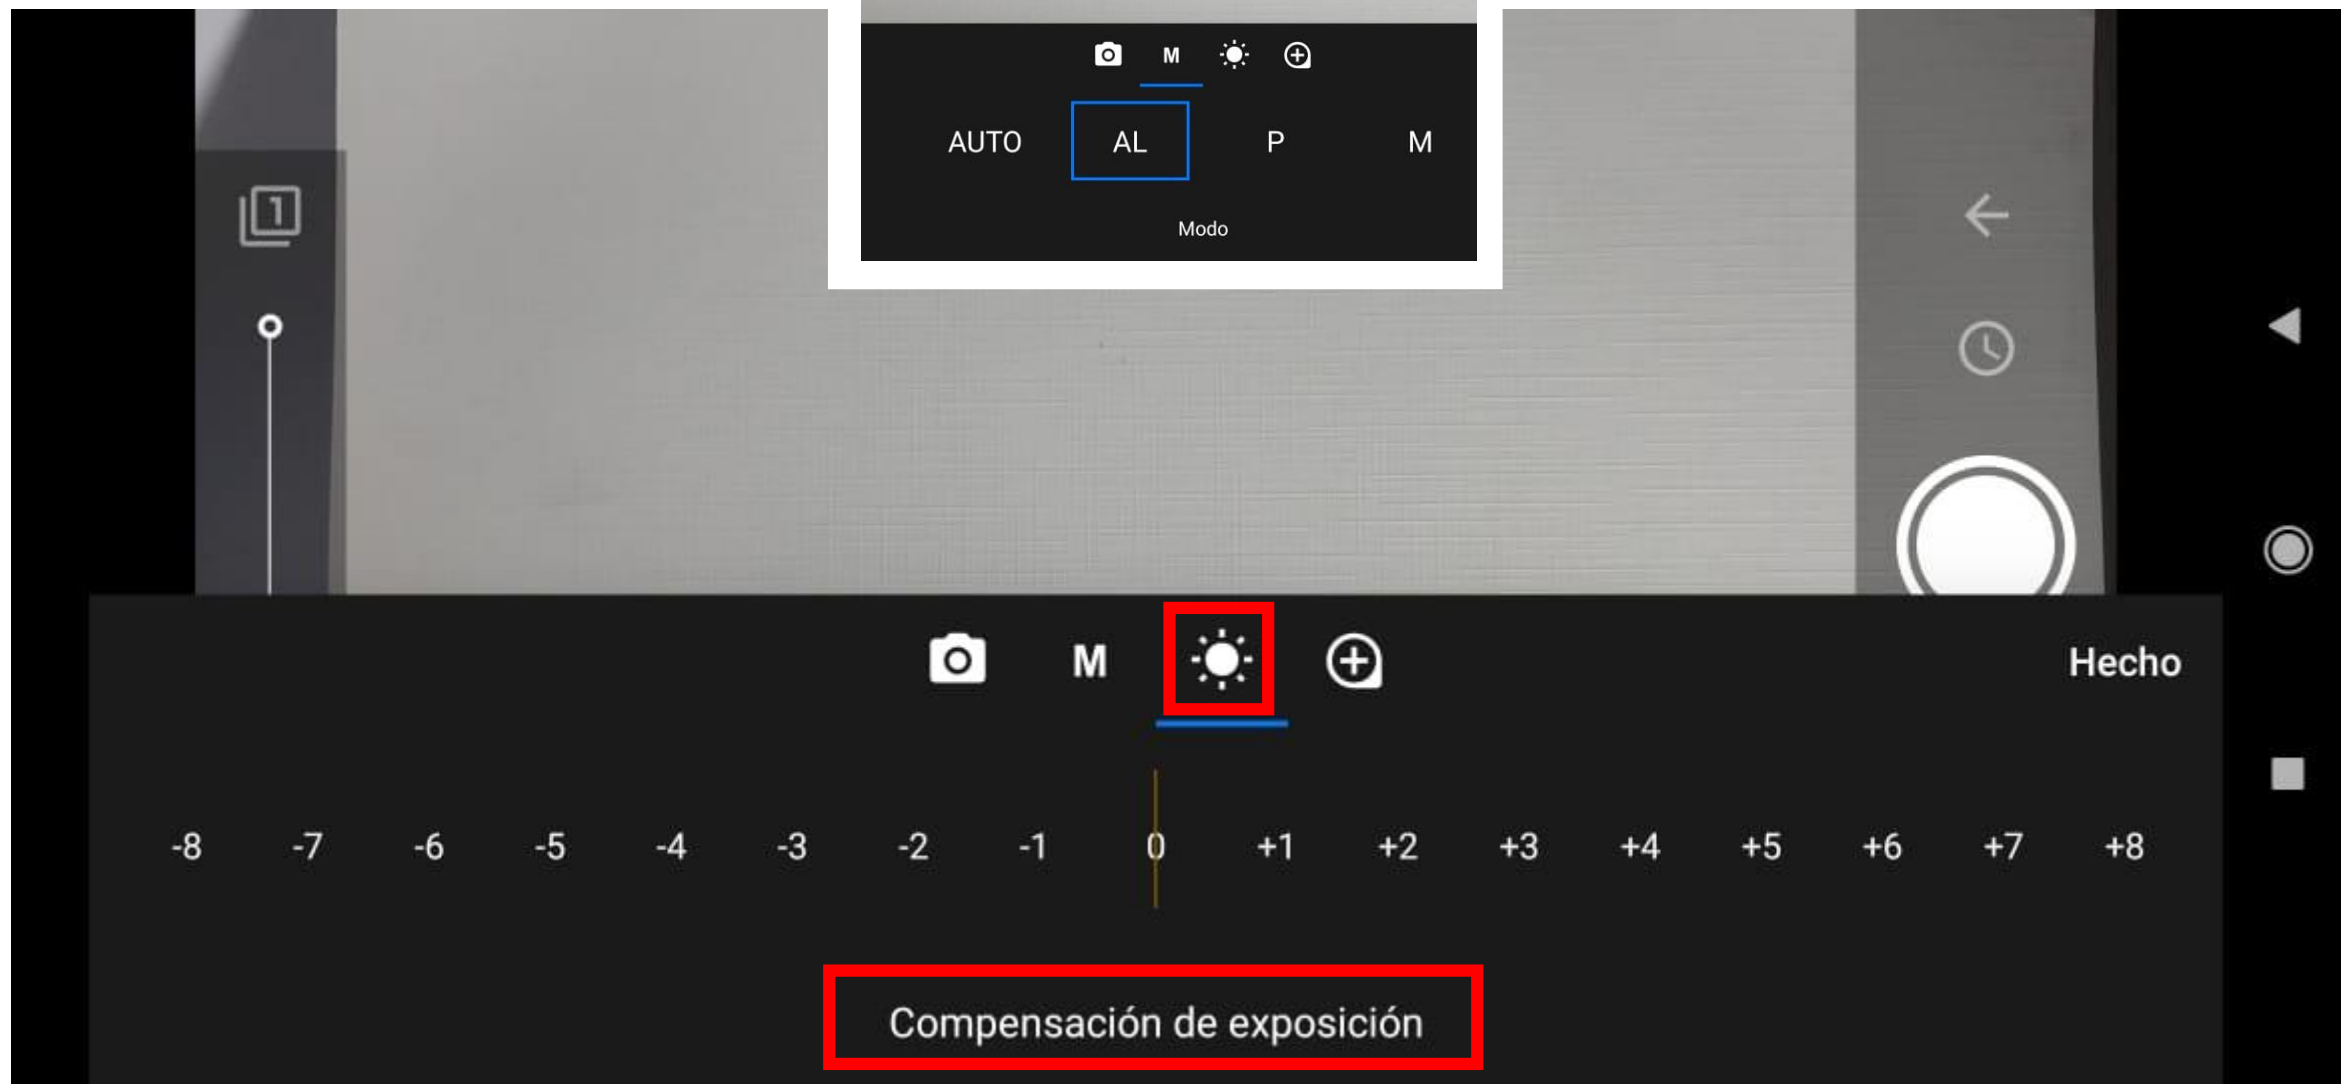 M
AUTO AL P M
Modo
1
M Hecho
-8 -7 -6 -5 -4 -3 -2 -1 0 +1 +2 +3 +4 +5 +6 +7 +8
Compensación de exposición